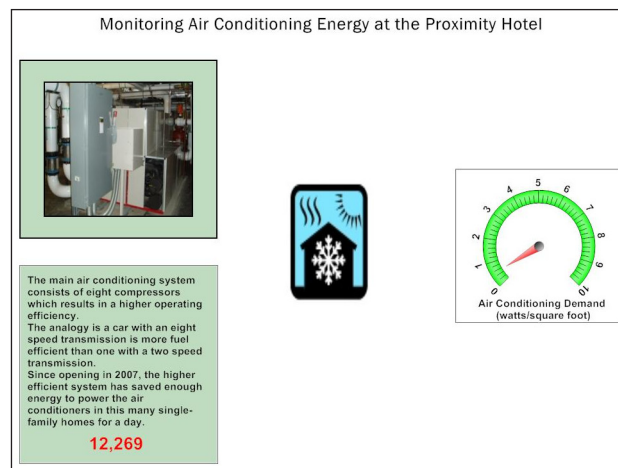 Monitoring Air Conditioning Energy at the Proximity Hotel
The main air conditioning system
consists of eight compressors
which results in a higher operating
efficiency.
The analogy is a car with an eight
speed transmission is more fuel
efficient than one with a two speed
transmission.
Since opening in 2007, the higher
efficient system has saved enough
energy to power the air
conditioners in this many single-
family homes for a day.
12,269
0
1
2
3
4
5
6
7
8
9
10
Air Conditioning Demand
(watts/square foot)